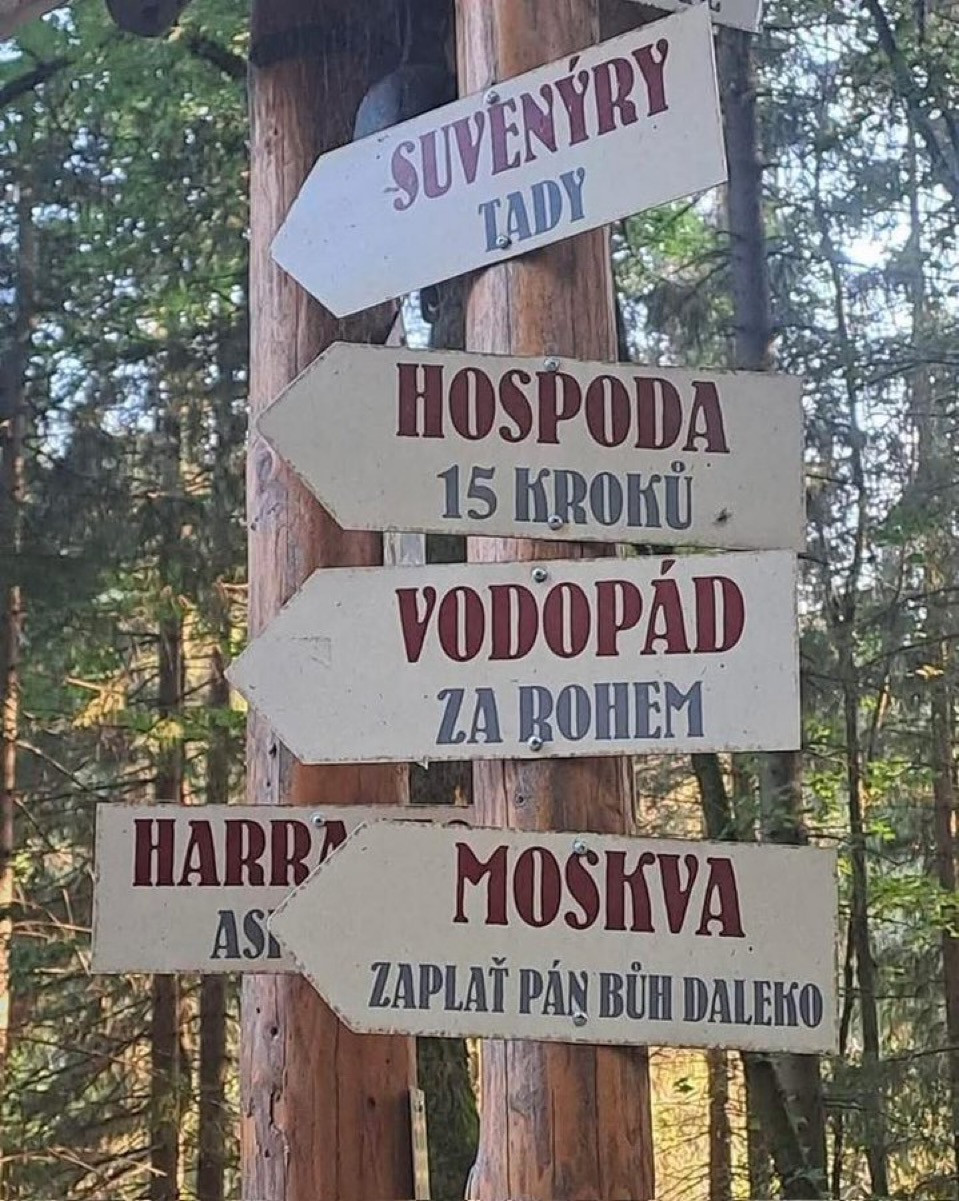 SUVENÝRY
TADY
HOSPODA
15 KROKŮ
VODOPÁD
ZA ROHEM
MOSKVA
ZAPLAŤ PÁN BŮH DALEKO